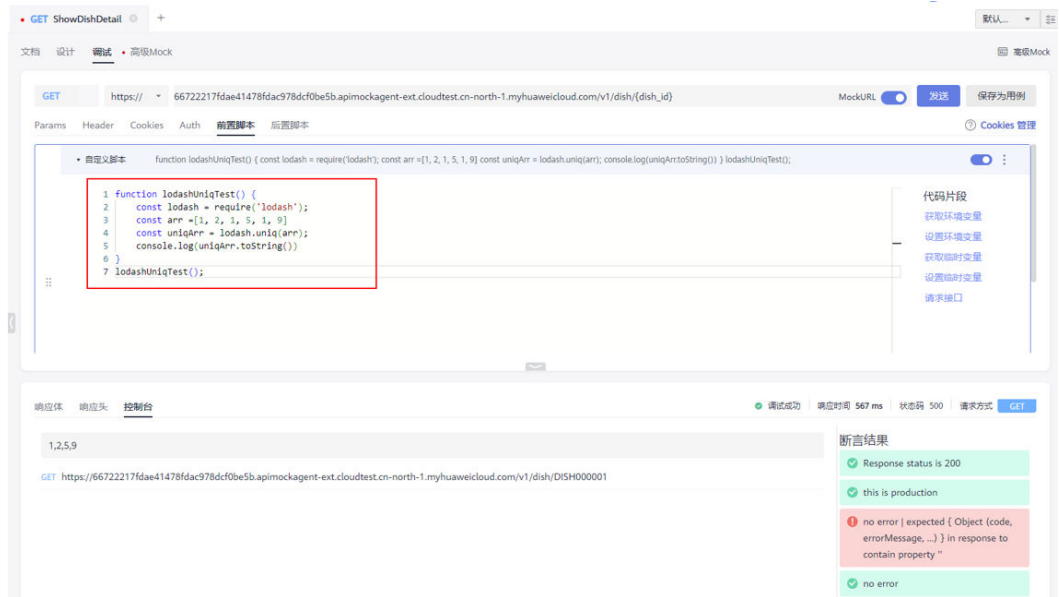 GET ShowDishDetail
+
默认...
文档 设计 调试 高级Mock
高级Mock
GET https:// 66722217fdae41478fdac978dcf0be5b.apimockagent-ext.cloudtest.cn-north-1.myhuaweicloud.com/v1/dish/{dish_id} MockURL 发送 保存为用例
Params Header Cookies Auth 前置脚本 后置脚本 Cookies 管理
自定义脚本 function lodashUniqTest() { const lodash = require('lodash'); const arr =[1, 2, 1, 5, 1, 9] const uniqArr = lodash.uniq(arr); console.log(uniqArr.toString()) } lodashUniqTest();
1 function lodashUniqTest() {
2 const lodash = require('lodash');
3 const arr =[1, 2, 1, 5, 1, 9]
4 const uniqArr = lodash.uniq(arr);
5 console.log(uniqArr.toString())
6 }
7 lodashUniqTest();
代码片段
获取环境变量
设置环境变量
获取临时变量
设置临时变量
请求接口
响应体 响应头 控制台 调试成功 响应时间 567 ms 状态码 500 请求方式 GET
1,2,5,9
GET https://66722217fdae41478fdac978dcf0be5b.apimockagent-ext.cloudtest.cn-north-1.myhuaweicloud.com/v1/dish/DISH000001
断言结果
Response status is 200
this is production
no error | expected { Object (code,
errorMessage, ...) } in response to
contain property ''
no error